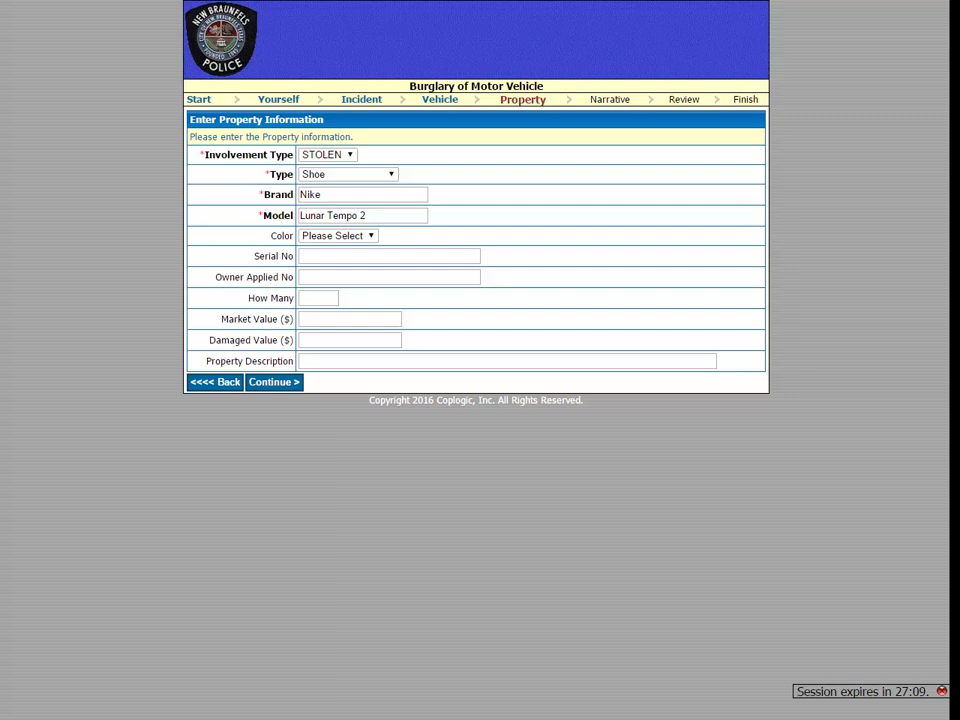 NEW BRAUNFELS
POLICE
Burglary of Motor Vehicle
Start Yourself Incident Vehicle Property Narrative Review Finish
Enter Property Information
Please enter the Property information.
*Involvement Type STOLEN
*Type Shoe
*Brand Nike
*Model Lunar Tempo 2
Color Please Select
Serial No
Owner Applied No
How Many
Market Value ($)
Damaged Value ($)
Property Description
<<<< Back Continue >
Copyright 2016 Coplogic, Inc. All Rights Reserved.
Session expires in 27:09.